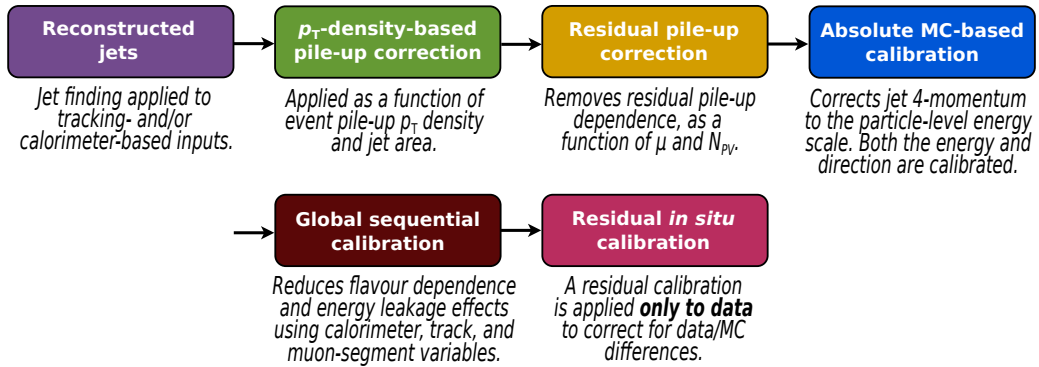 Reconstructed
jets
Jet finding applied to
tracking- and/or
calorimeter-based inputs.
pT-density-based
pile-up correction
Applied as a function of
event pile-up pT density
and jet area.
Residual pile-up
correction
Removes residual pile-up
dependence, as a
function of µ and NPV.
Absolute MC-based
calibration
Corrects jet 4-momentum
to the particle-level energy
scale. Both the energy and
direction are calibrated.
Global sequential
calibration
Reduces flavour dependence
and energy leakage effects
using calorimeter, track, and
muon-segment variables.
Residual in situ
calibration
A residual calibration
is applied only to data
to correct for data/MC
differences.